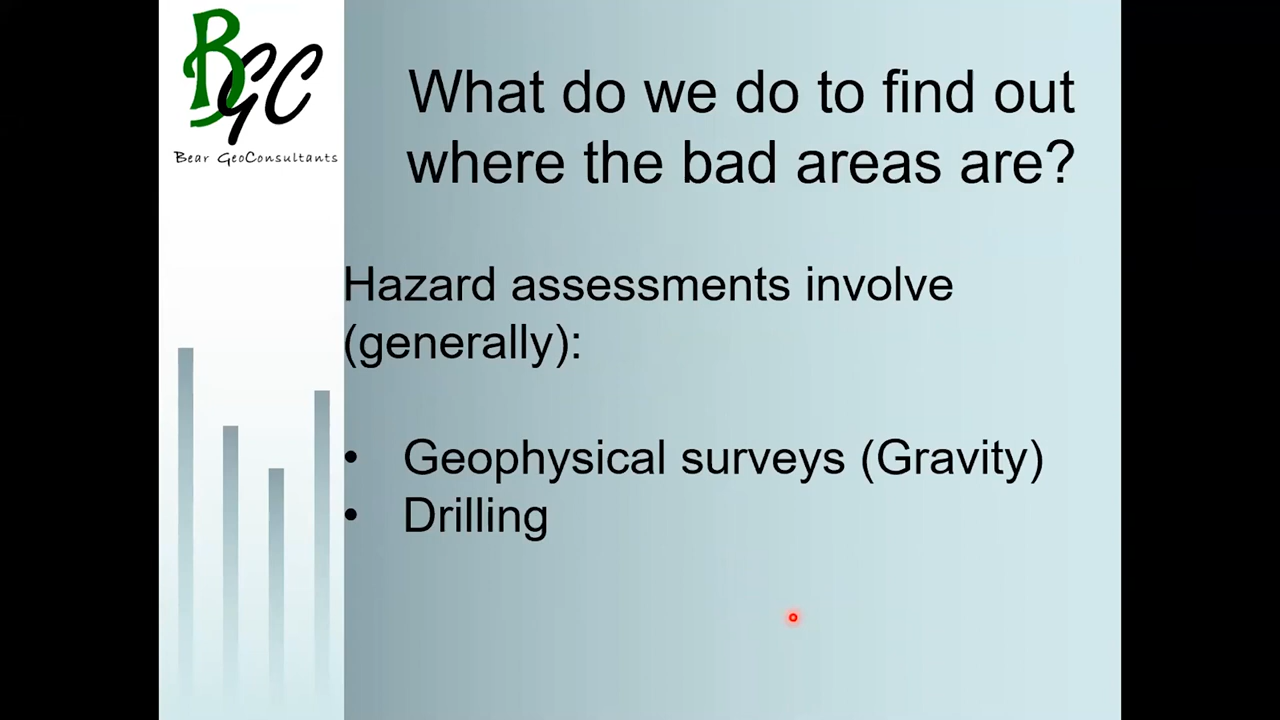 BGC
Bear GeoConsultants
What do we do to find out
where the bad areas are?
Hazard assessments involve
(generally):
• Geophysical surveys (Gravity)
• Drilling